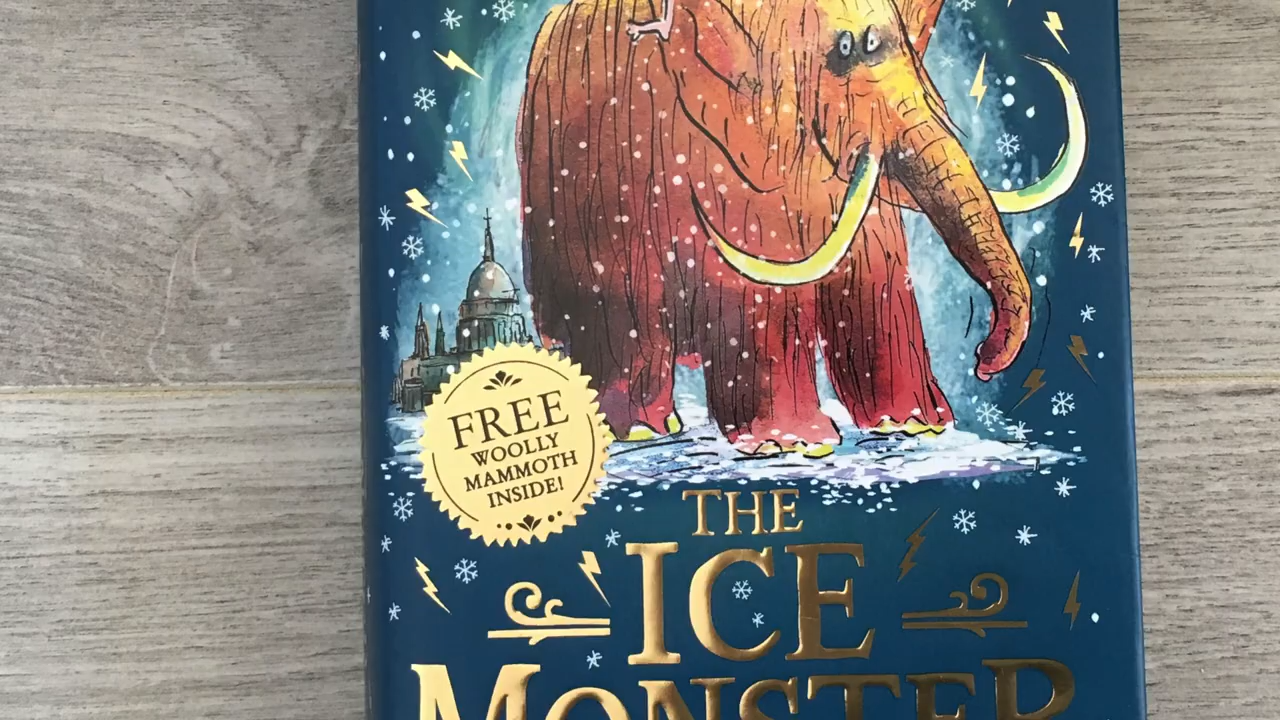 FREE
WOOLLY
MAMMOTH
INSIDE!
THE
ICE
MONSTER